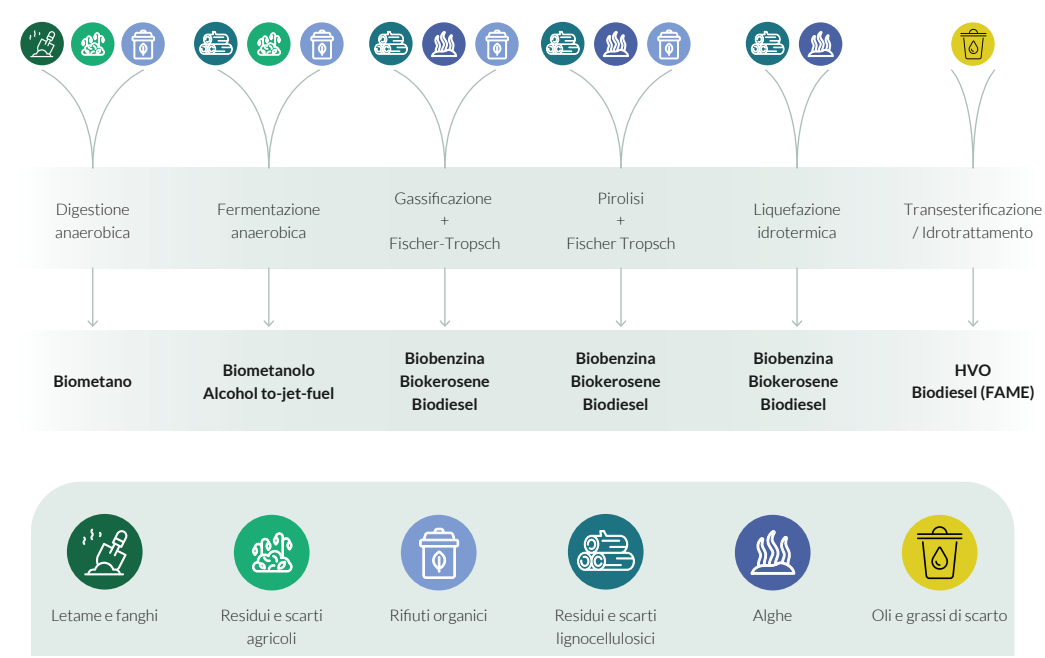 Digestione
anaerobica
Fermentazione
anaerobica
Gassificazione
+
Fischer-Tropsch
Pirolisi
+
Fischer Tropsch
Liquefazione
idrotermica
Transesterificazione
/ Idrotrattamento
Biometano
Biometanolo
Alcohol to-jet-fuel
Biobenzina
Biokerosene
Biodiesel
Biobenzina
Biokerosene
Biodiesel
Biobenzina
Biokerosene
Biodiesel
HVO
Biodiesel (FAME)
Letame e fanghi
Residui e scarti
agricoli
Rifiuti organici
Residui e scarti
lignocellulosici
Alghe
Oli e grassi di scarto